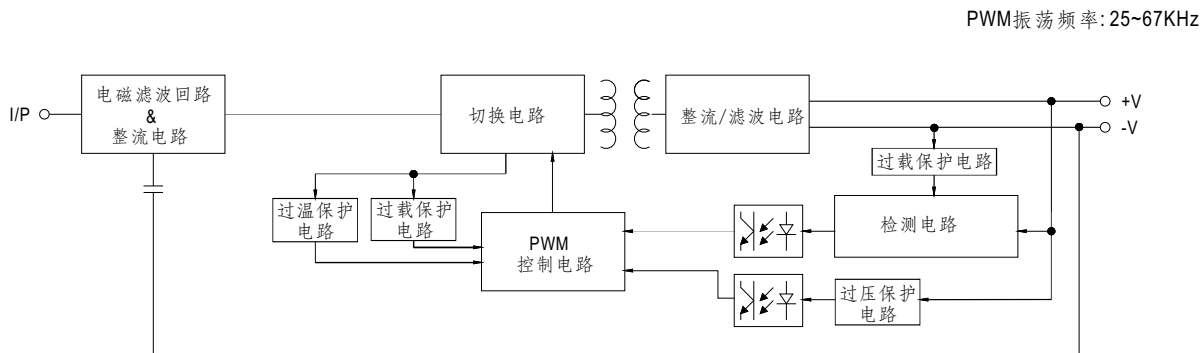 PWM振荡频率: 25~67KHz
I/P
电磁滤波回路
&
整流电路
切换电路
整流/滤波电路
+V
-V
过载保护电路
过温保护
电路
过载保护
电路
PWM
控制电路
检测电路
过压保护
电路